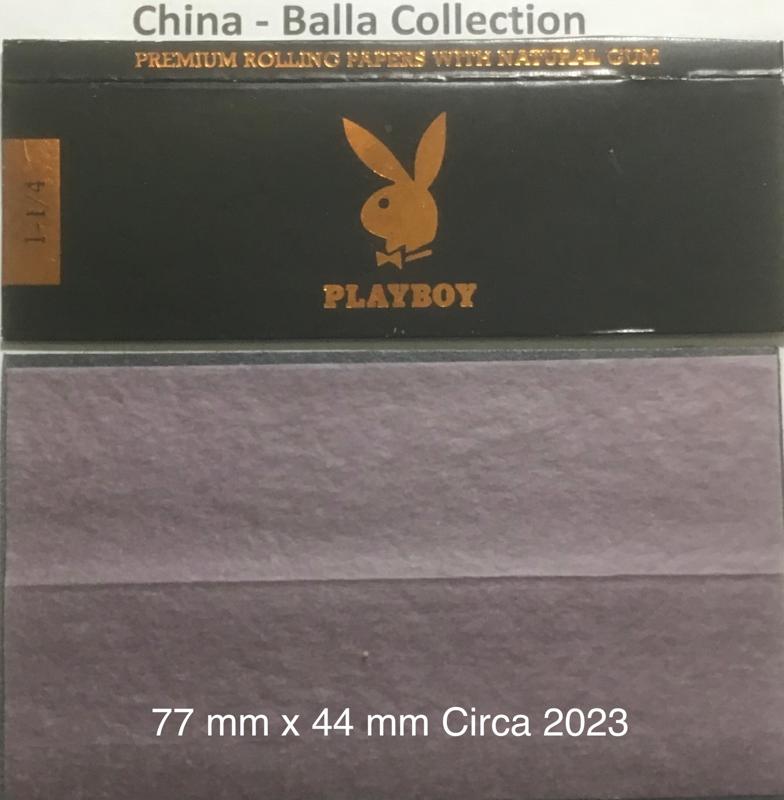 China - Balla Collection
PREMIUM ROLLING PAPERS WITH NATURAL GUM
1-1/4
PLAYBOY
77 mm x 44 mm Circa 2023